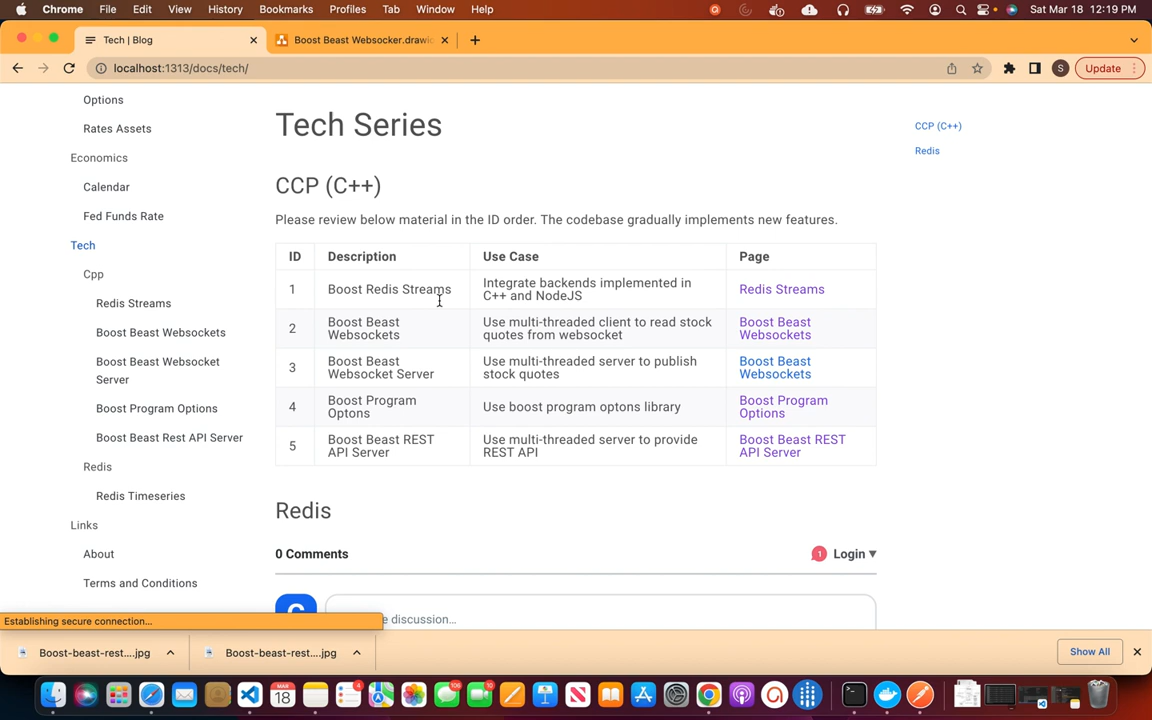 Chrome File Edit View History Bookmarks Profiles Tab Window Help Sat Mar 18 12:19 PM
Tech | Blog Boost Beast Websocker.drawio
localhost:1313/docs/tech/ S Update
Options
Rates Assets
Economics
Calendar
Fed Funds Rate
Tech
Cpp
Redis Streams
Boost Beast Websockets
Boost Beast Websocket
Server
Boost Program Options
Boost Beast Rest API Server
Redis
Redis Timeseries
Links
About
Terms and Conditions
Tech Series
CCP (C++)
Please review below material in the ID order. The codebase gradually implements new features.
ID Description Use Case Page
1 Boost Redis Streams Integrate backends implemented in C++ and NodeJS Redis Streams
2 Boost Beast Websockets Use multi-threaded client to read stock quotes from websocket Boost Beast Websockets
3 Boost Beast Websocket Server Use multi-threaded server to publish stock quotes Boost Beast Websockets
4 Boost Program Optons Use boost program optons library Boost Program Options
5 Boost Beast REST API Server Use multi-threaded server to provide REST API Boost Beast REST API Server
Redis
0 Comments 1 Login
e discussion...
CCP (C++)
Redis
Establishing secure connection...
Boost-beast-rest....jpg Boost-beast-rest....jpg Show All
MAR
18
4
106
10